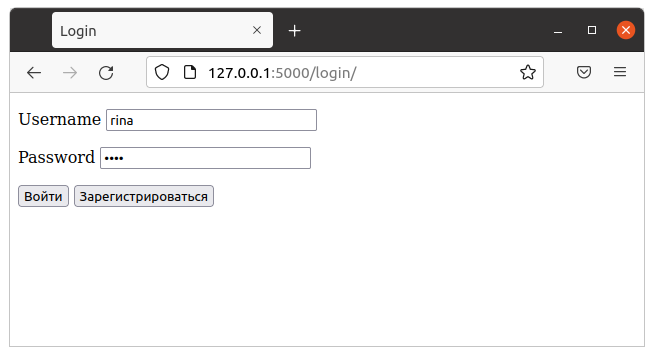 Login
127.0.0.1:5000/login/
Username rina
Password ••••
Войти Зарегистрироваться